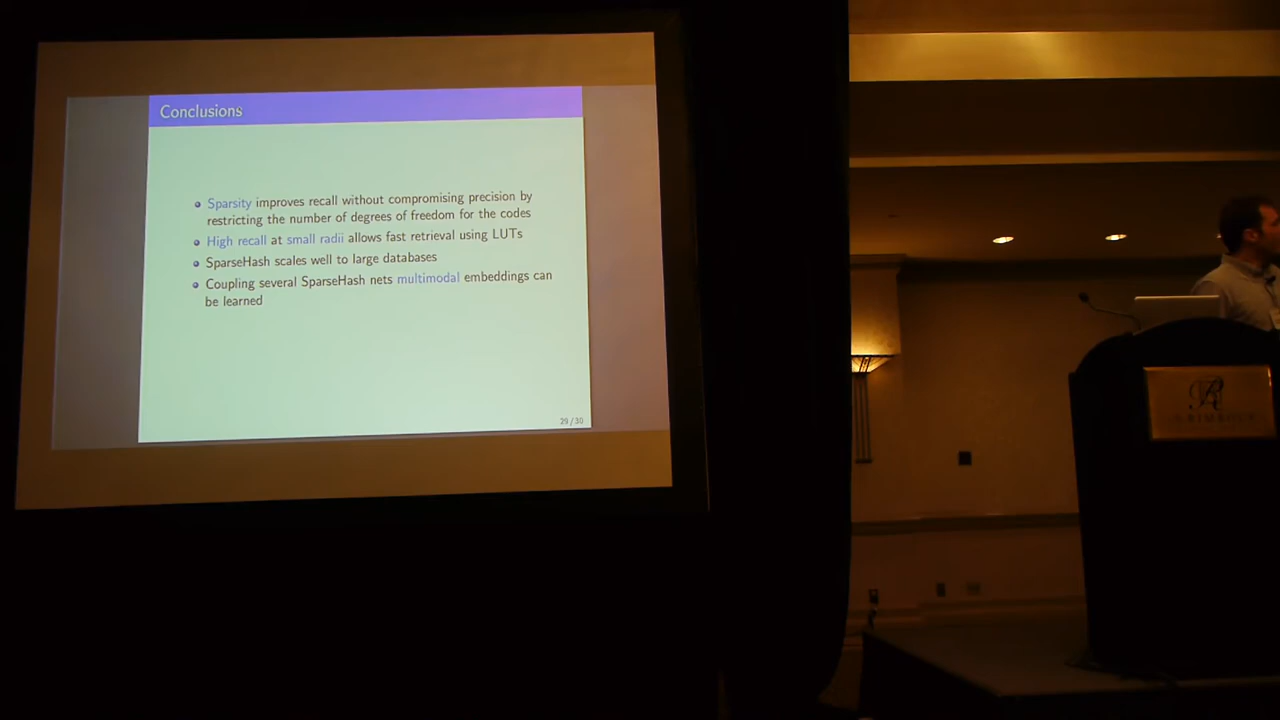 Conclusions
Sparsity improves recall without compromising precision by
restricting the number of degrees of freedom for the codes
High recall at small radii allows fast retrieval using LUTs
SparseHash scales well to large databases
Coupling several SparseHash nets multimodal embeddings can
be learned
29/30